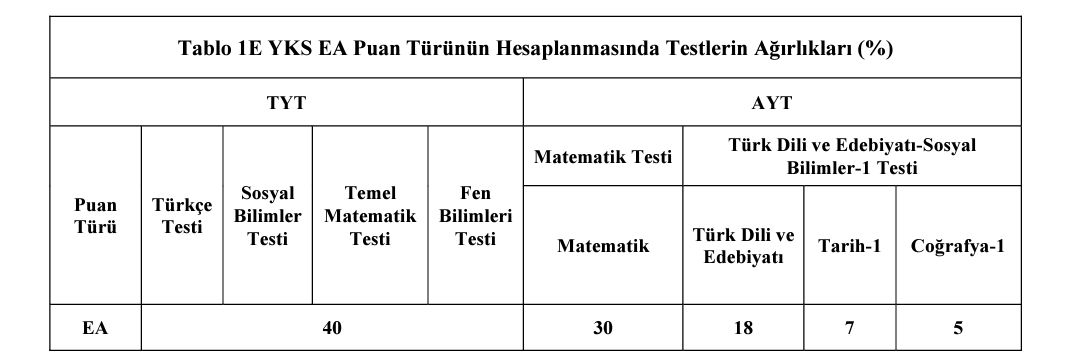 Tablo 1E YKS EA Puan Türünün Hesaplanmasında Testlerin Ağırlıkları (%)
TYT
AYT
Puan
Türü
Türkçe
Testi
Sosyal
Bilimler
Testi
Temel
Matematik
Testi
Fen
Bilimleri
Testi
Matematik Testi
Türk Dili ve Edebiyatı-Sosyal
Bilimler-1 Testi
Matematik
Türk Dili ve
Edebiyatı
Tarih-1
Coğrafya-1
EA
40
30
18
7
5